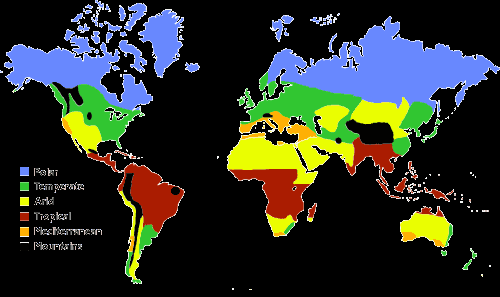 Polar
Temperate
Arid
Tropical
Mediterranean
Mountains